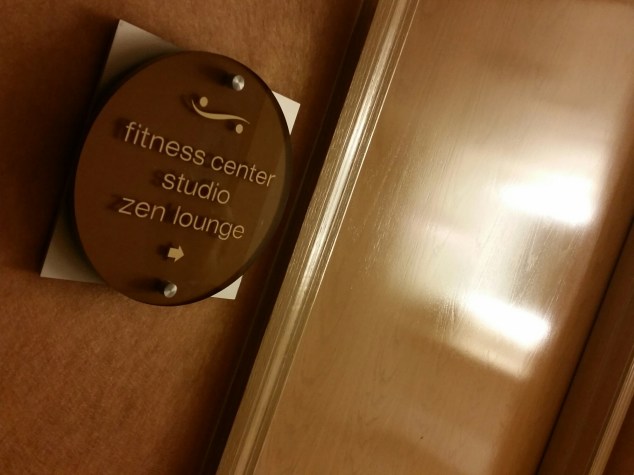 fitness center
studio
zen lounge